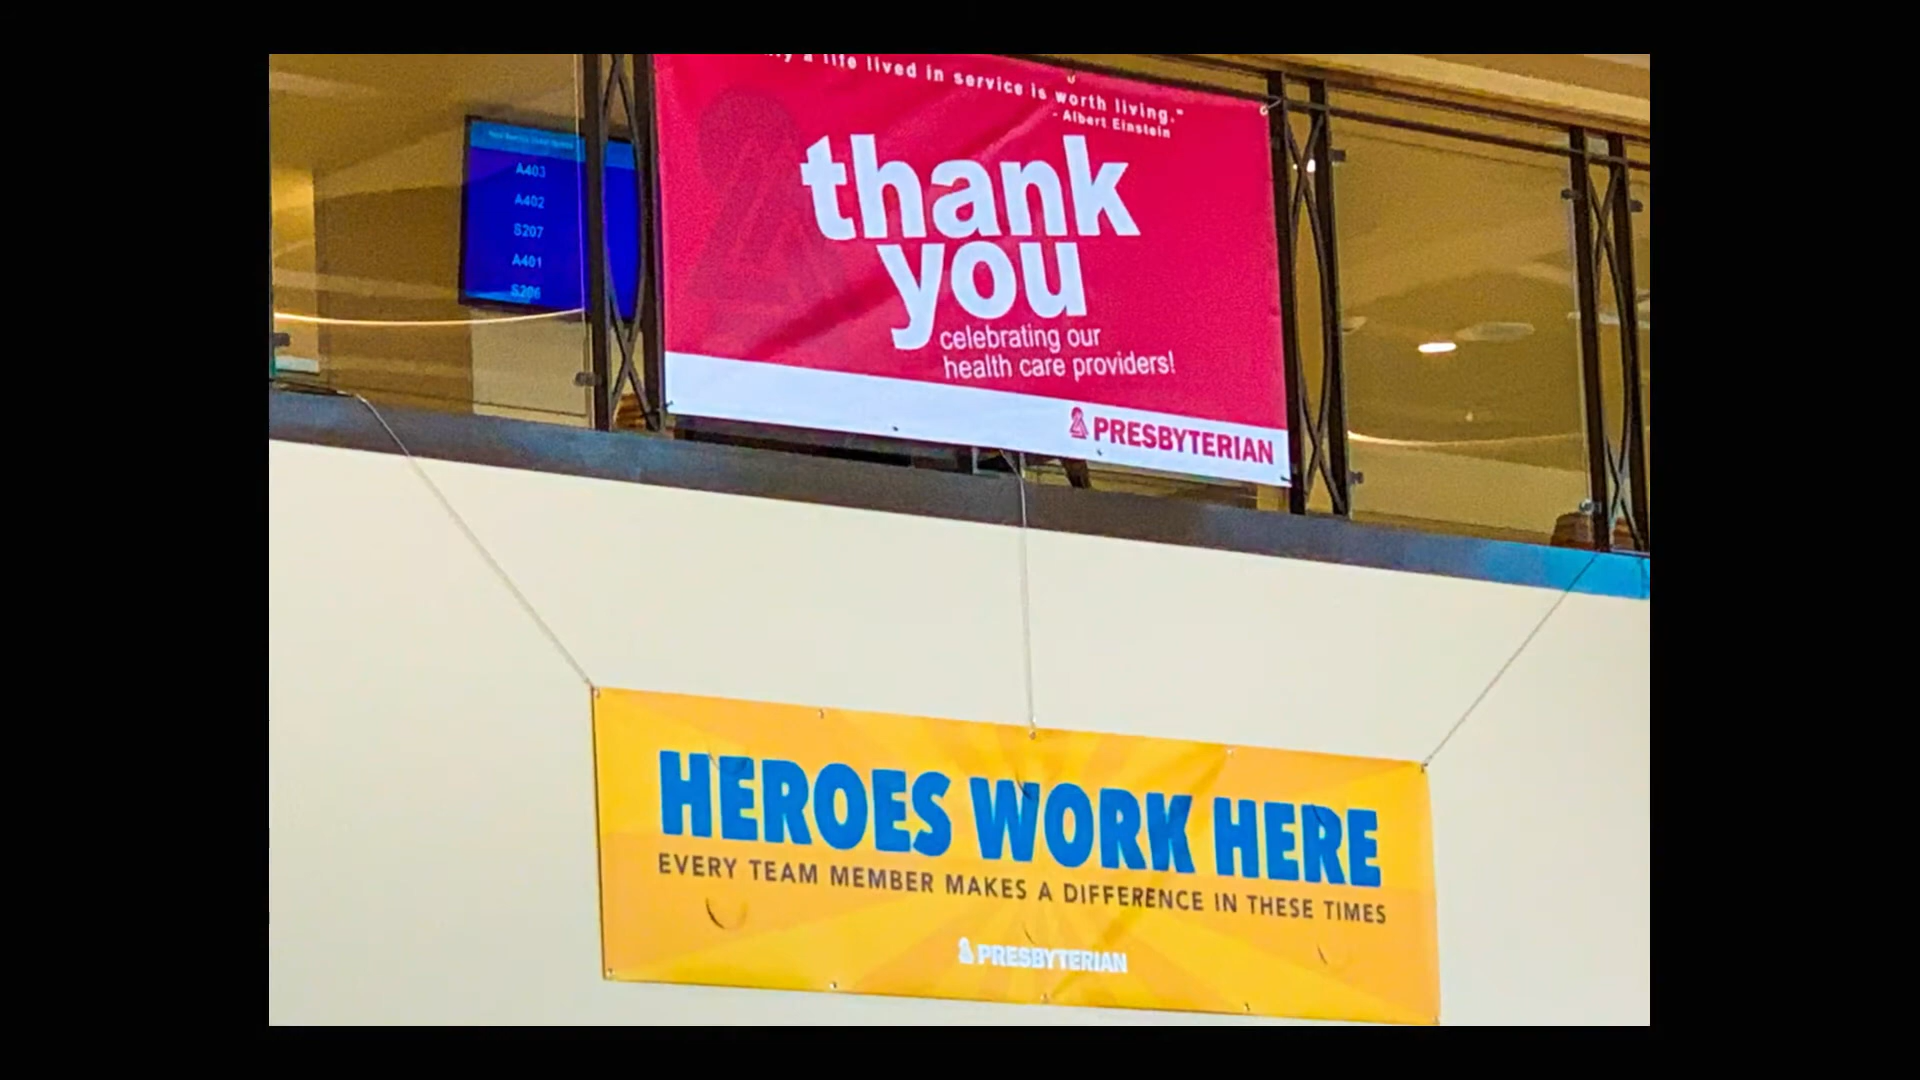 a life lived in service is worth living."
- Albert Einstein
thank
you
celebrating our
health care providers!
PRESBYTERIAN
A403
A402
S207
A401
S206
HEROES WORK HERE
EVERY TEAM MEMBER MAKES A DIFFERENCE IN THESE TIMES
PRESBYTERIAN